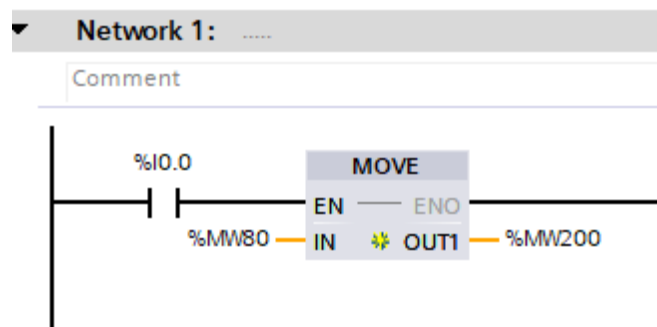 Network 1: .....
Comment
%I0.0
MOVE
EN ENO
%MW80 IN OUT1 %MW200